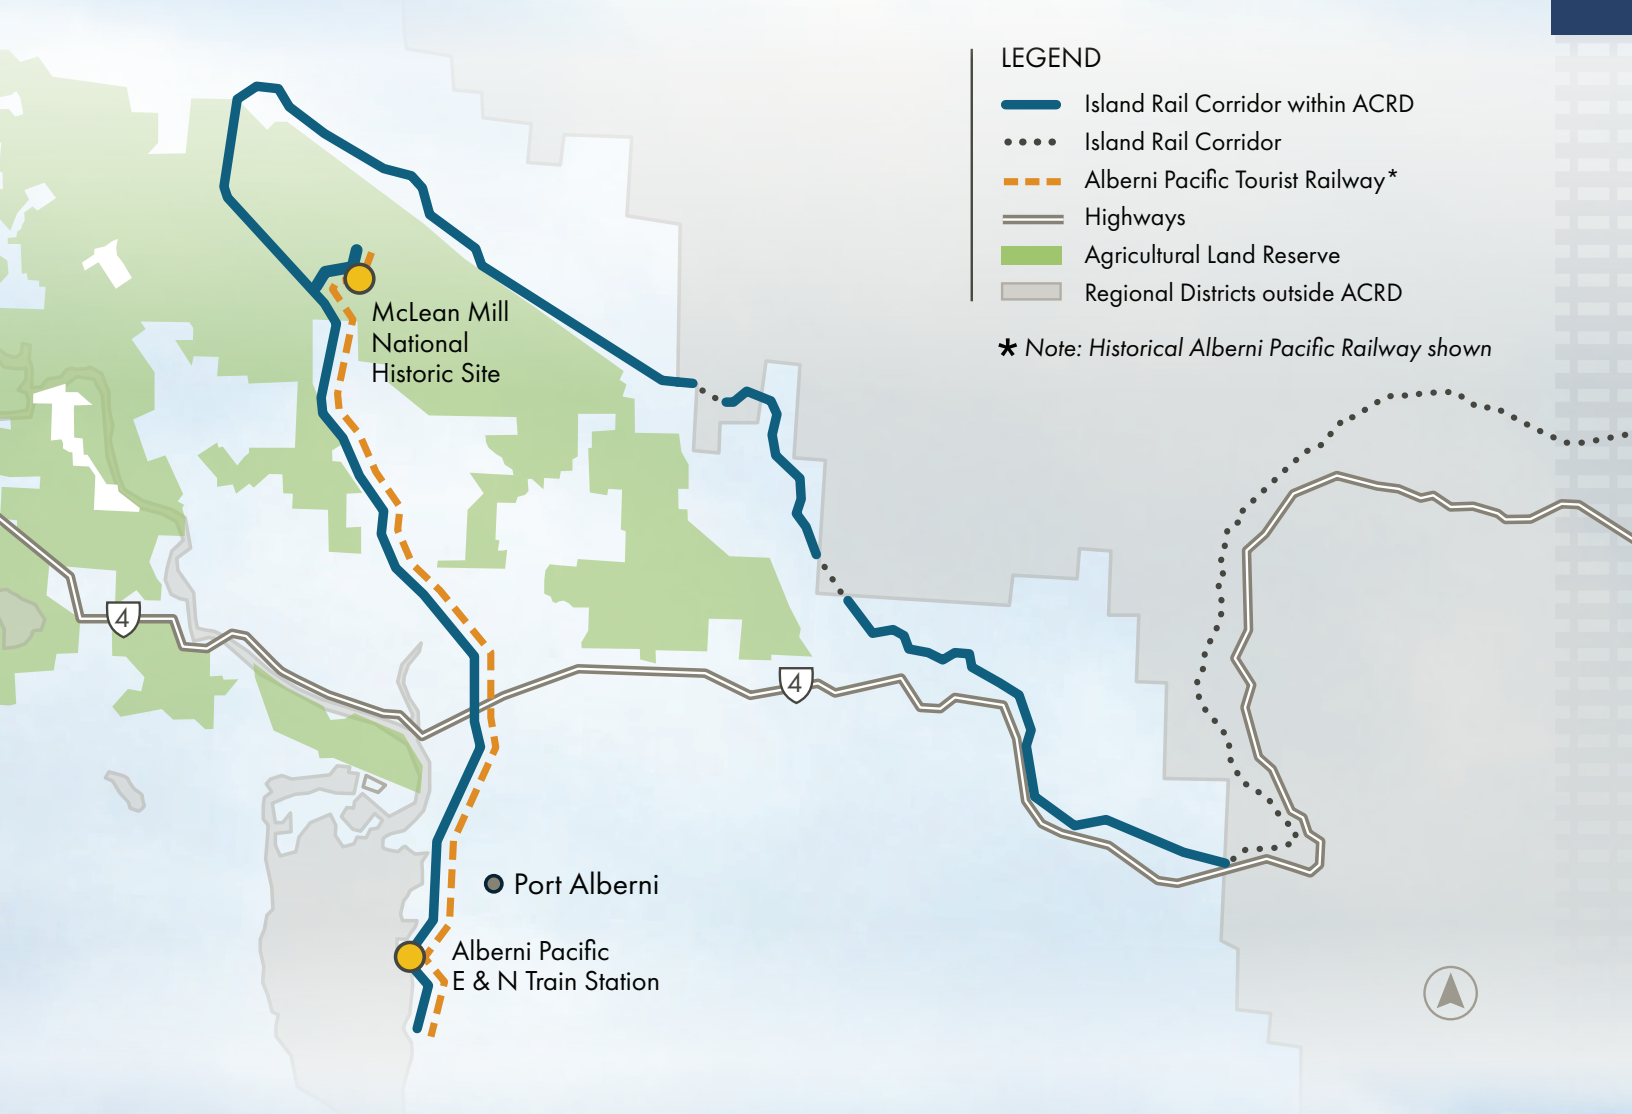 LEGEND
Island Rail Corridor within ACRD
Island Rail Corridor
Alberni Pacific Tourist Railway*
Highways
Agricultural Land Reserve
Regional Districts outside ACRD
* Note: Historical Alberni Pacific Railway shown
McLean Mill
National
Historic Site
4
4
Port Alberni
Alberni Pacific
E & N Train Station